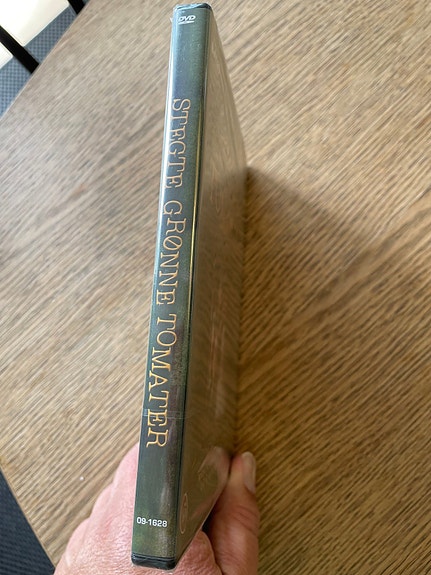 DVD
STEGTE GRØNNE TOMATER
09-1628